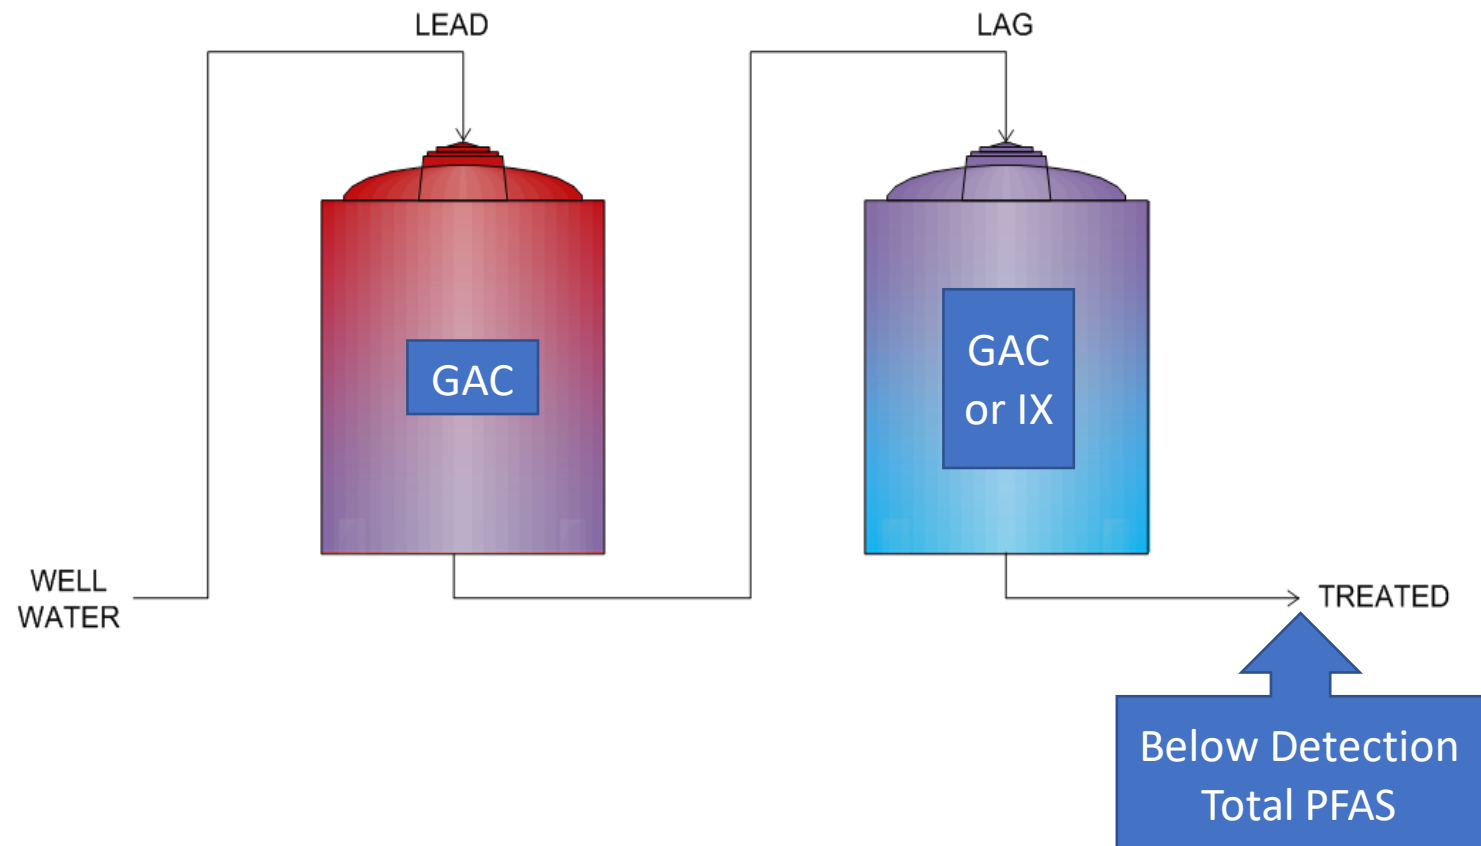 LEAD
LAG
GAC
GAC
or IX
WELL
WATER
TREATED
Below Detection
Total PFAS